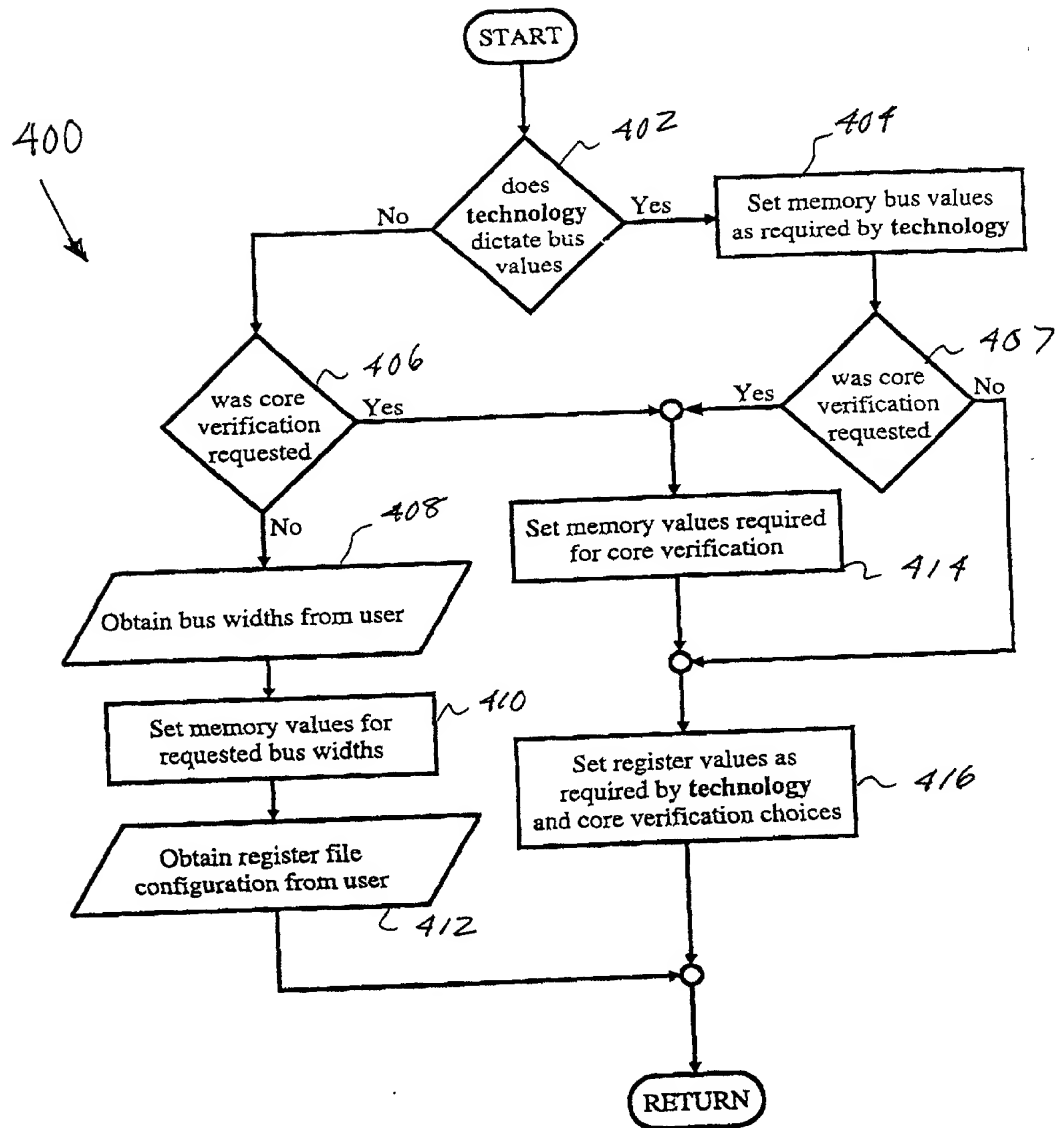 START
400
402
404
does
technology
dictate bus
values
No
Yes
Set memory bus values
as required by technology
406
407
was core
verification
requested
Yes
Yes
was core
verification
requested
No
No
408
Set memory values required
for core verification
414
Obtain bus widths from user
410
Set memory values for
requested bus widths
Set register values as
required by technology
and core verification choices
416
Obtain register file
configuration from user
412
RETURN